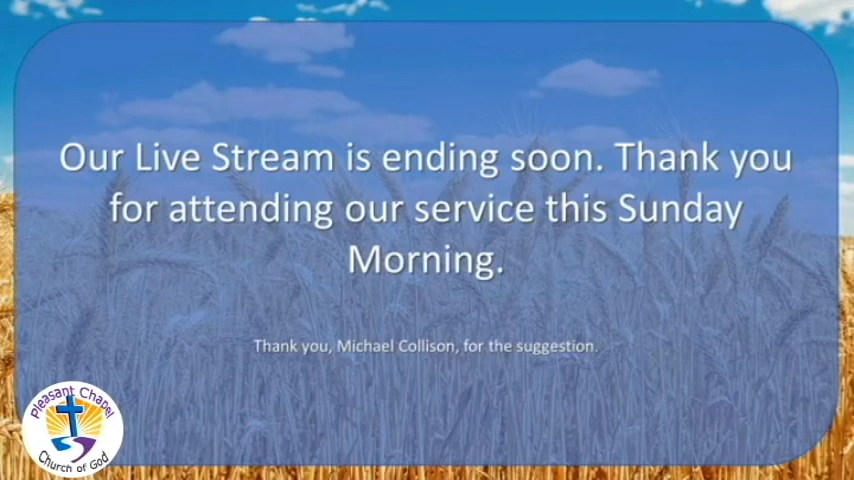 Our Live Stream is ending soon. Thank you
for attending our service this Sunday
Morning.
Thank you, Michael Collison, for the suggestion.
Pleasant Chapel
Church of God